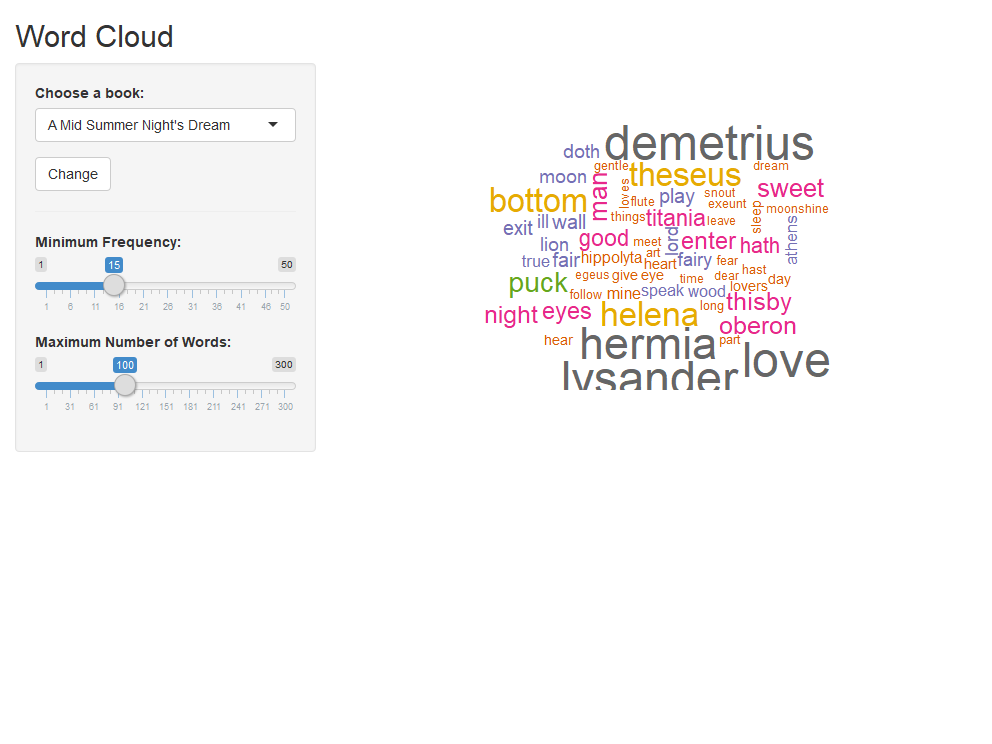 Word Cloud
Choose a book:
A Mid Summer Night's Dream
Change
Minimum Frequency:
1 15 50
1 6 11 16 21 26 31 36 41 46 50
Maximum Number of Words:
1 100 300
1 31 61 91 121 151 181 211 241 271 300
doth demetrius
gentle dream
moon theseus
man loves sweet
bottom flute play snout
exeunt sleep moonshine
exit ill wall things titania leave
athens
lion good meet lord enter hath
true fair hippolyta art heart fairy fear
egeus give eye time dear hast day
puck follow mine speak wood lovers
night eyes helena long thisby
oberon
hear hermia part love
lysander